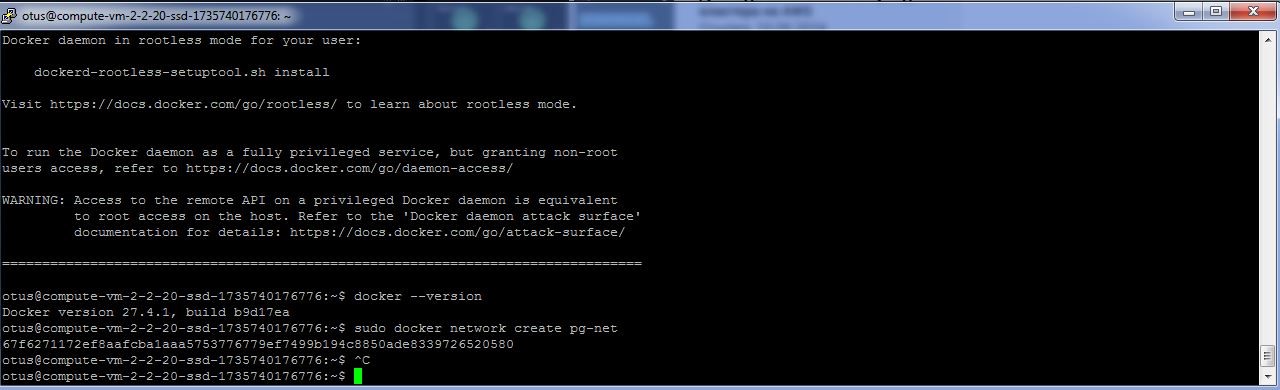 otus@compute-vm-2-2-20-ssd-1735740176776: ~
Docker daemon in rootless mode for your user:
dockerd-rootless-setuptool.sh install
Visit https://docs.docker.com/go/rootless/ to learn about rootless mode.
To run the Docker daemon as a fully privileged service, but granting non-root
users access, refer to https://docs.docker.com/go/daemon-access/
WARNING: Access to the remote API on a privileged Docker daemon is equivalent
to root access on the host. Refer to the 'Docker daemon attack surface'
documentation for details: https://docs.docker.com/go/attack-surface/
================================================================================
otus@compute-vm-2-2-20-ssd-1735740176776:~$ docker --version
Docker version 27.4.1, build b9d17ea
otus@compute-vm-2-2-20-ssd-1735740176776:~$ sudo docker network create pg-net
67f6271172ef8aafcba1aaa5753776779ef7499b194c8850ade8339726520580
otus@compute-vm-2-2-20-ssd-1735740176776:~$ ^C
otus@compute-vm-2-2-20-ssd-1735740176776:~$